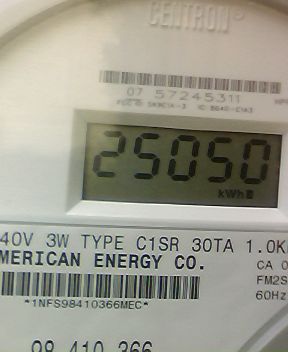 CENTRON®
07 57245311
25050
kWh
40V 3W TYPE C1SR 30TA 1.0K
MERICAN ENERGY CO.
CA 0
FM2S
60Hz
*1NFS98410366MEC*
98 410 366